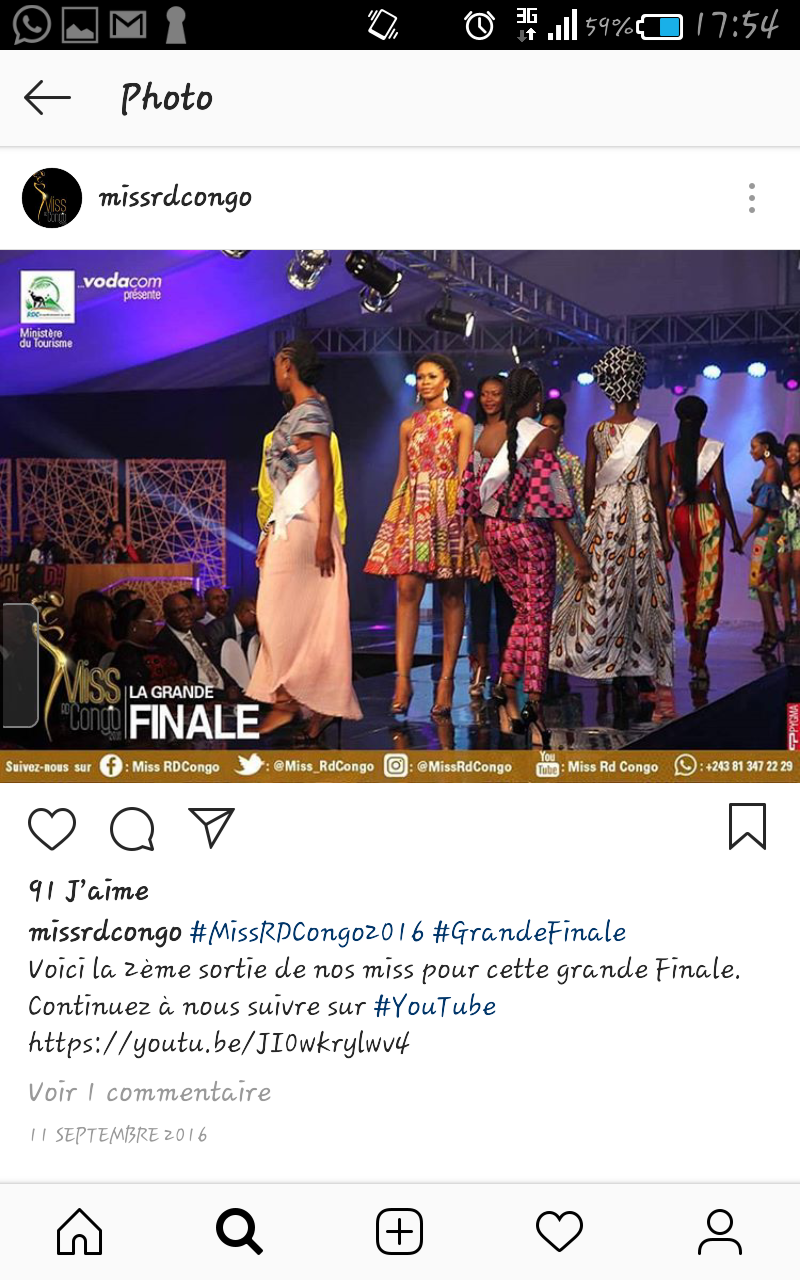 59% 17:54
Photo
missrdcongo
vodacom
présente
RDC
Ministère
du Tourisme
Miss
RD Congo
LA GRANDE
FINALE
PYGMA
Suivez-nous sur : Miss RDCongo : @Miss_RdCongo : @MissRdCongo You Tube : Miss Rd Congo : +243 81 347 22 29
91 J'aime
missrdcongo #MissRDCongo2016 #GrandeFinale
Voici la 2ème sortie de nos miss pour cette grande Finale.
Continuez à nous suivre sur #YouTube
https://youtu.be/JI0wkrylwv4
Voir 1 commentaire
11 SEPTEMBRE 2016